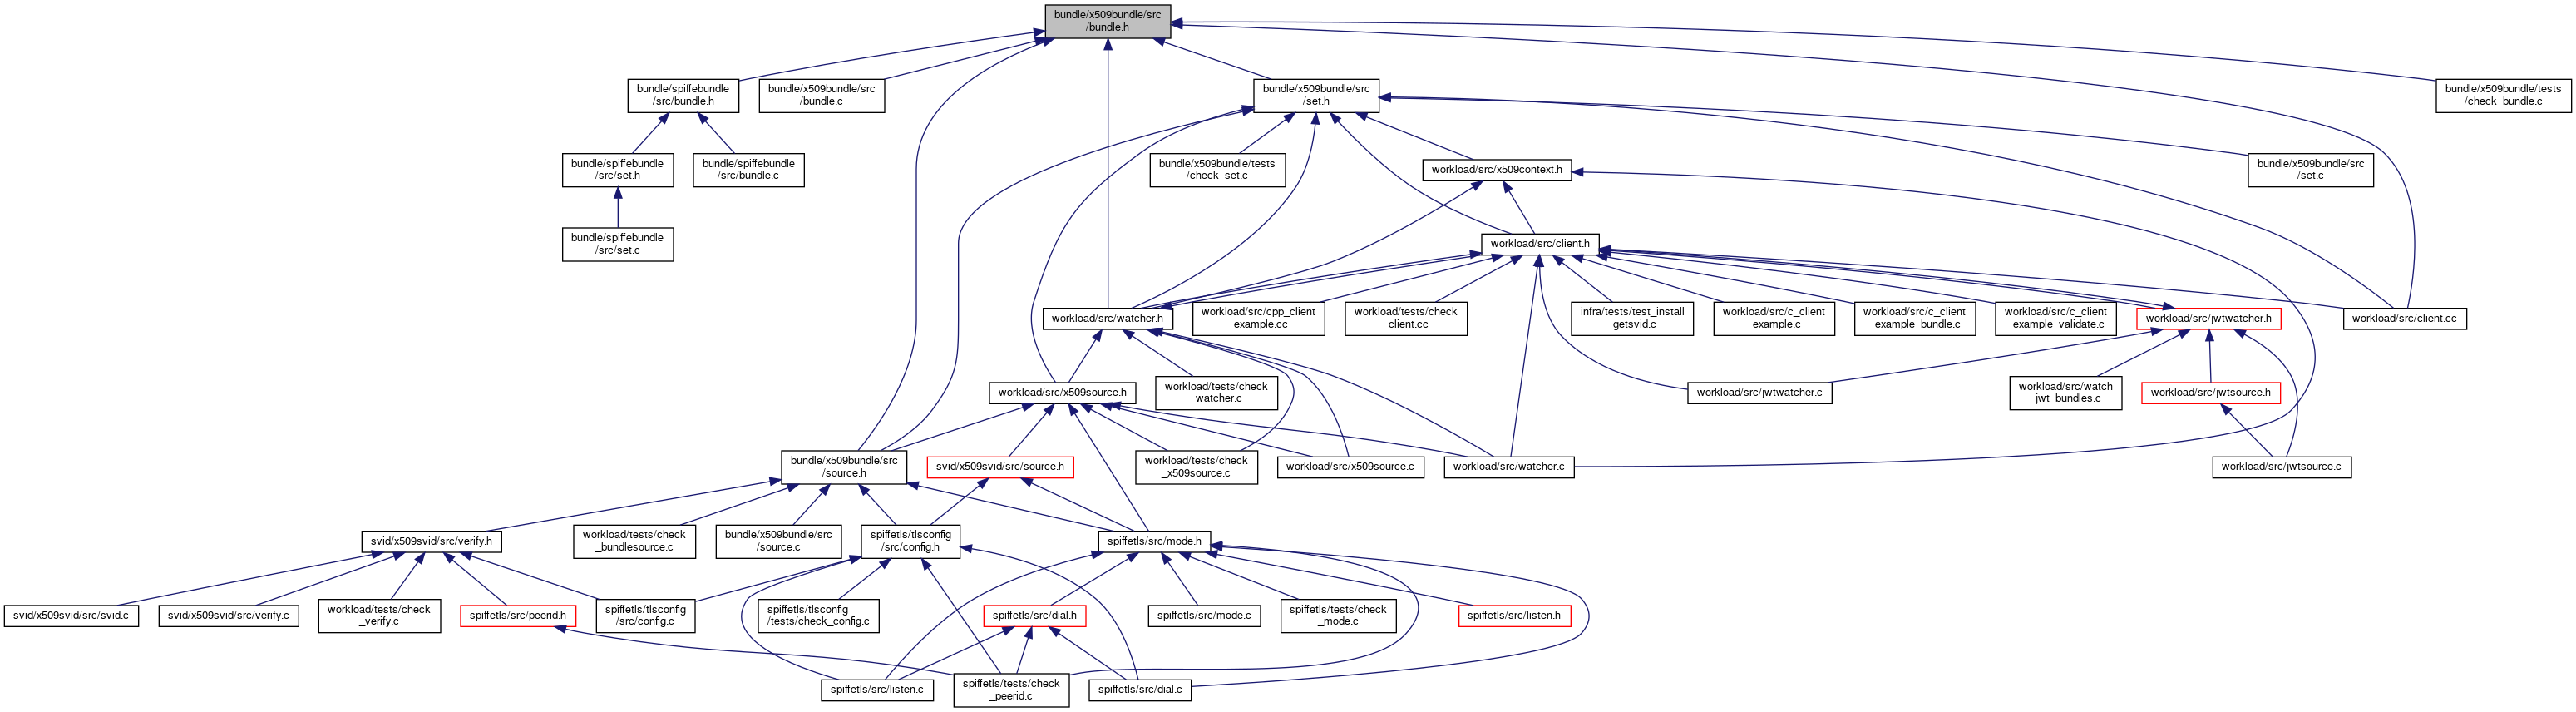 bundle/x509bundle/src
/bundle.h
bundle/spiffebundle
/src/bundle.h
bundle/x509bundle/src
/bundle.c
bundle/x509bundle/src
/set.h
bundle/x509bundle/tests
/check_bundle.c
bundle/spiffebundle
/src/set.h
bundle/spiffebundle
/src/bundle.c
bundle/x509bundle/tests
/check_set.c
workload/src/x509context.h
bundle/x509bundle/src
/set.c
bundle/spiffebundle
/src/set.c
workload/src/client.h
workload/src/watcher.h
workload/src/cpp_client
_example.cc
workload/tests/check
_client.cc
infra/tests/test_install
_getsvid.c
workload/src/c_client
_example.c
workload/src/c_client
_example_bundle.c
workload/src/c_client
_example_validate.c
workload/src/jwtwatcher.h
workload/src/client.cc
workload/src/x509source.h
workload/tests/check
_watcher.c
workload/src/jwtwatcher.c
workload/src/watch
_jwt_bundles.c
workload/src/jwtsource.h
bundle/x509bundle/src
/source.h
svid/x509svid/src/source.h
workload/tests/check
_x509source.c
workload/src/x509source.c
workload/src/watcher.c
workload/src/jwtsource.c
svid/x509svid/src/verify.h
workload/tests/check
_bundlesource.c
bundle/x509bundle/src
/source.c
spiffetls/tlsconfig
/src/config.h
spiffetls/src/mode.h
svid/x509svid/src/svid.c
svid/x509svid/src/verify.c
workload/tests/check
_verify.c
spiffetls/src/peerid.h
spiffetls/tlsconfig
/src/config.c
spiffetls/tlsconfig
/tests/check_config.c
spiffetls/src/dial.h
spiffetls/src/mode.c
spiffetls/tests/check
_mode.c
spiffetls/src/listen.h
spiffetls/src/listen.c
spiffetls/tests/check
_peerid.c
spiffetls/src/dial.c